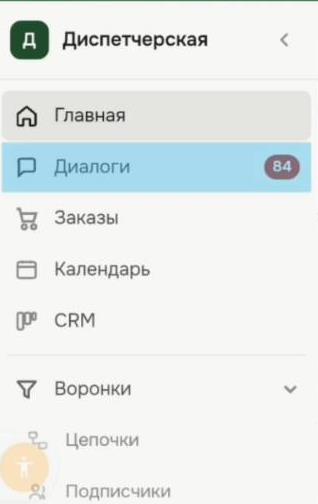 Д Диспетчерская
Главная
Диалоги 84
Заказы
Календарь
CRM
Воронки
Цепочки
Подписчики